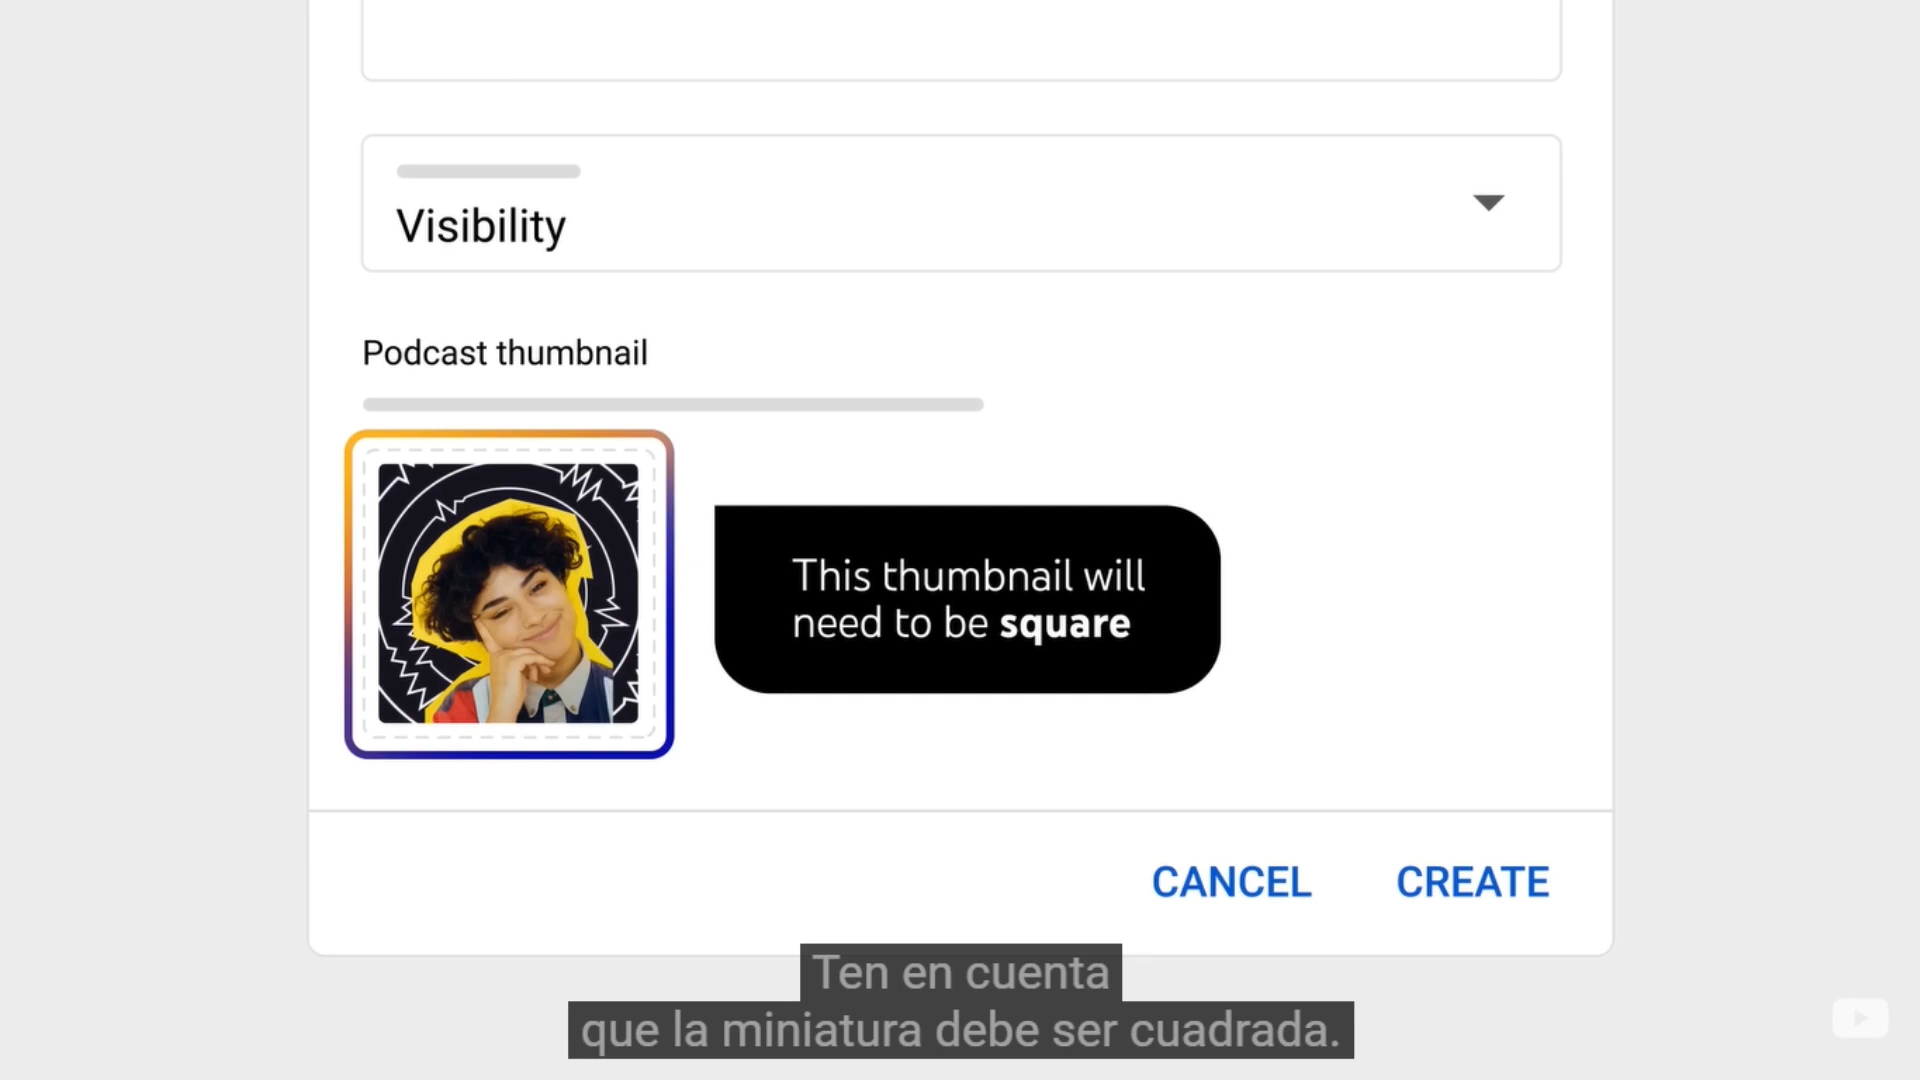 Visibility
Podcast thumbnail
This thumbnail will
need to be square
CANCEL
CREATE
Ten en cuenta
que la miniatura debe ser cuadrada.